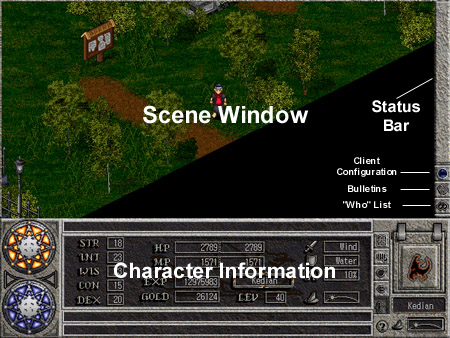 Scene Window
Status
Bar
Client
Configuration
Bulletins
"Who" List
Character Information
STR 18
INT 23
WIS
CON 15
DEX 20
HP 2789 2789
MP 1571 1571
EXP 12975983
GOLD 26124
Kedian
LEV 40
Wind
Water
10%
Kedian